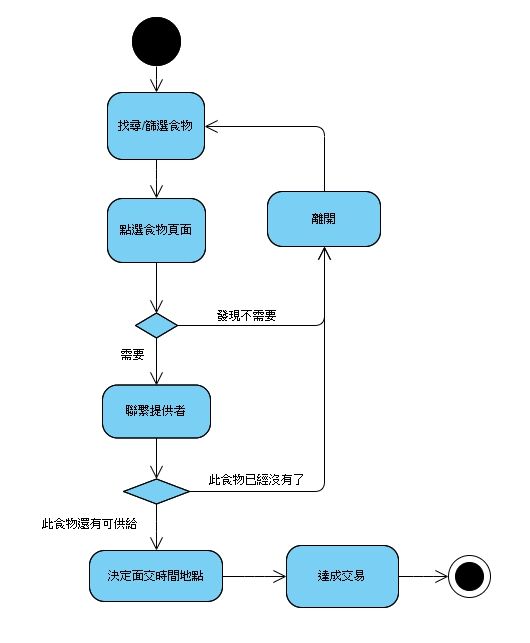 找尋/篩選食物
點選食物頁面
離開
發現不需要
需要
聯繫提供者
此食物已經沒有了
此食物還有可供給
決定面交時間地點
達成交易